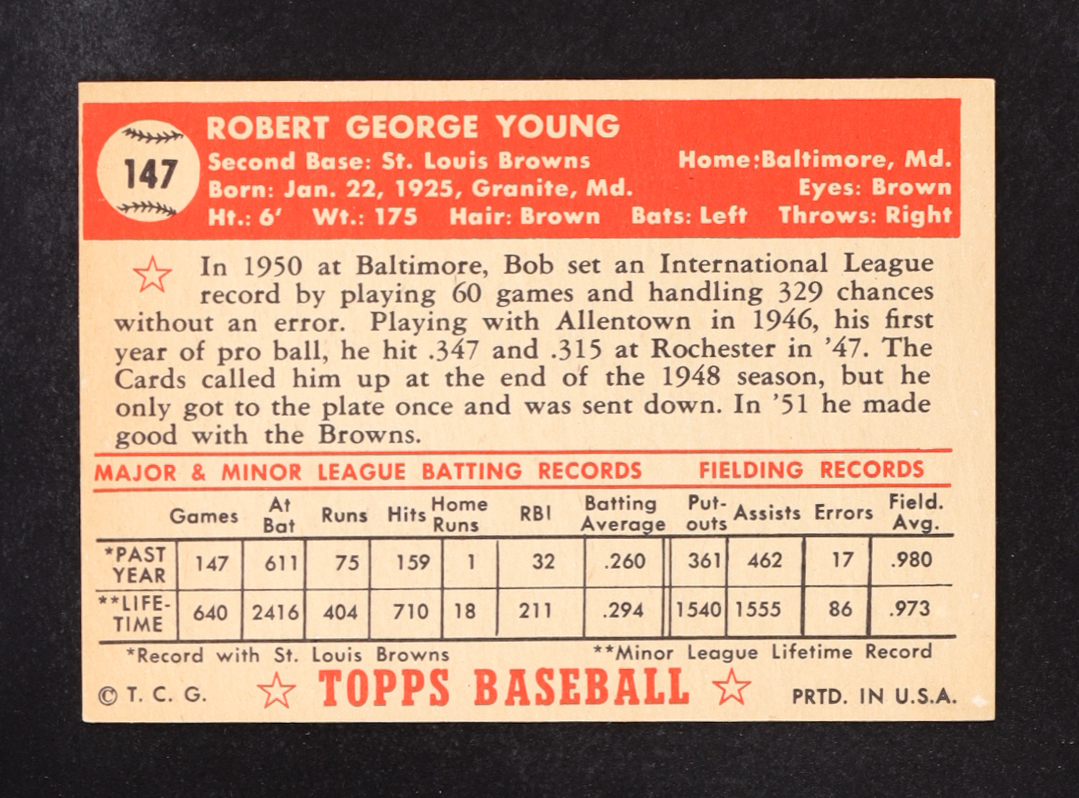 147
ROBERT GEORGE YOUNG
Second Base: St. Louis Browns Home:Baltimore, Md.
Born: Jan. 22, 1925, Granite, Md. Eyes: Brown
Ht.: 6' Wt.: 175 Hair: Brown Bats: Left Throws: Right
In 1950 at Baltimore, Bob set an International League
record by playing 60 games and handling 329 chances
without an error. Playing with Allentown in 1946, his first
year of pro ball, he hit .347 and .315 at Rochester in '47. The
Cards called him up at the end of the 1948 season, but he
only got to the plate once and was sent down. In '51 he made
good with the Browns.
MAJOR & MINOR LEAGUE BATTING RECORDS FIELDING RECORDS
Games At Bat Runs Hits Home Runs RBI Batting Average Put-outs Assists Errors Field. Avg.
*PAST YEAR 147 611 75 159 1 32 .260 361 462 17 .980
**LIFE-TIME 640 2416 404 710 18 211 .294 1540 1555 86 .973
*Record with St. Louis Browns **Minor League Lifetime Record
© T. C. G. TOPPS BASEBALL PRTD. IN U.S.A.